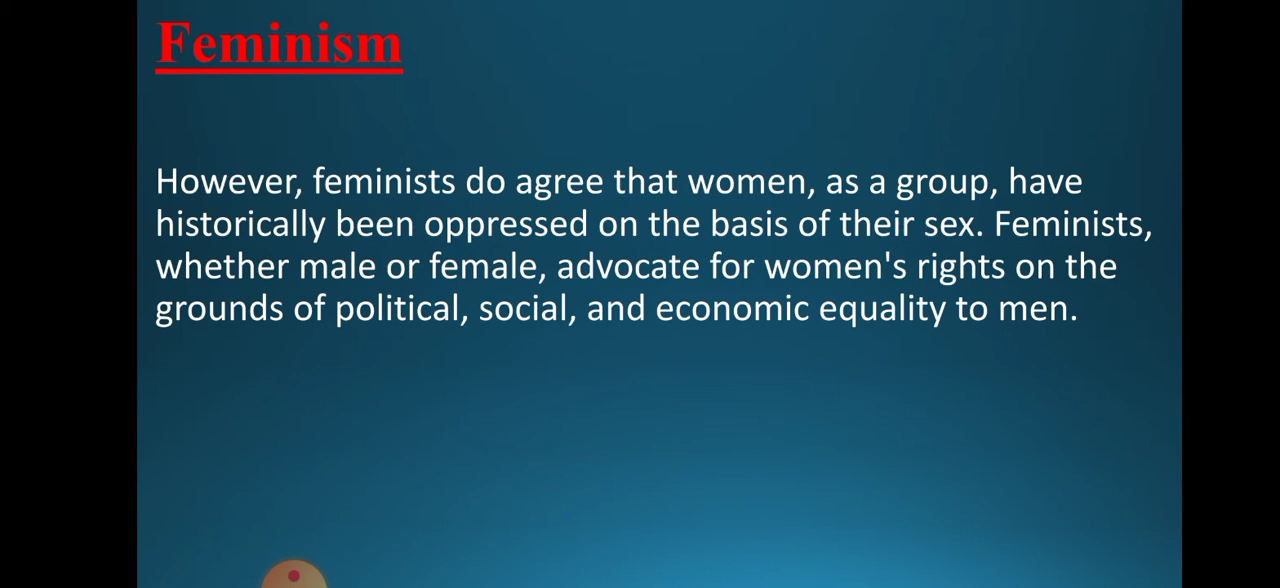 Feminism
However, feminists do agree that women, as a group, have
historically been oppressed on the basis of their sex. Feminists,
whether male or female, advocate for women's rights on the
grounds of political, social, and economic equality to men.